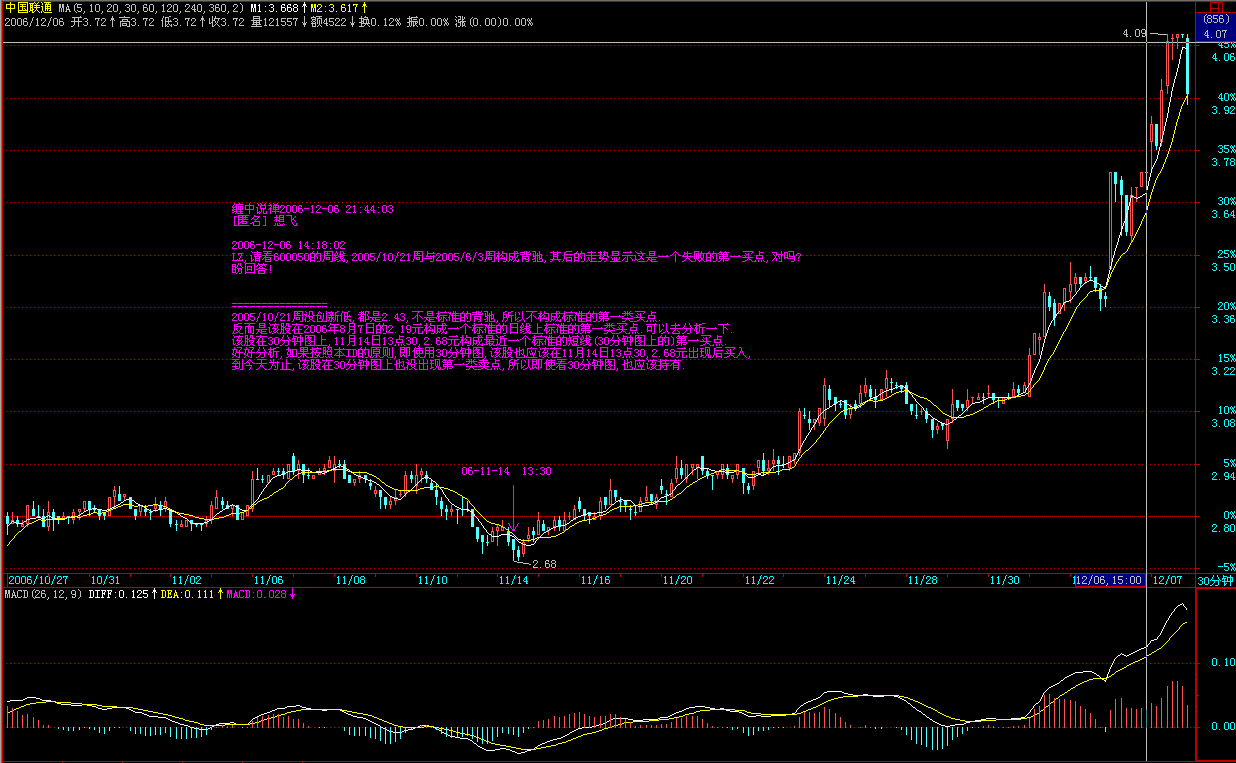 中国联通 MA(5,10,20,30,60,120,240,360,2) M1:3.668↑M2:3.617↑
2006/12/06 开3.72↑高3.72 低3.72↑收3.72 量121557↓额4522↓换0.12% 振0.00% 涨(0.00)0.00%
(856)
4.07
4.09
45%
4.06
40%
3.92
35%
3.78
30%
3.64
25%
3.50
20%
3.36
15%
3.22
10%
3.08
5%
2.94
0%
2.80
-5%
缠中说禅2006-12-06 21:44:03
[匿名] 想飞
2006-12-06 14:18:02
LZ,请看600050的周线,2005/10/21周与2005/6/3周构成背驰,其后的走势显示这是一个失败的第一买点,对吗?
盼回答!
================
2005/10/21周没创新低,都是2.43,不是标准的背驰,所以不构成标准的第一类买点.
反而是该股在2006年8月7日的2.19元构成一个标准的日线上标准的第一类买点.可以去分析一下.
该股在30分钟图上,11月14日13点30,2.68元构成最近一个标准的短线(30分钟图上的)第一买点
好好分析,如果按照本ID的原则,即使用30分钟图,该股也应该在11月14日13点30,2.68元出现后买入,
到今天为止,该股在30分钟图上也没出现第一类卖点,所以即使看30分钟图,也应该持有.
06-11-14 13:30
2.68
2006/10/27 10/31 11/02 11/06 11/08 11/10 11/14 11/16 11/20 11/22 11/24 11/28 11/30 12/06,15:00 12/07 30分钟
MACD(26,12,9) DIFF:0.125↑DEA:0.111↑MACD:0.028↓
0.10
0.00